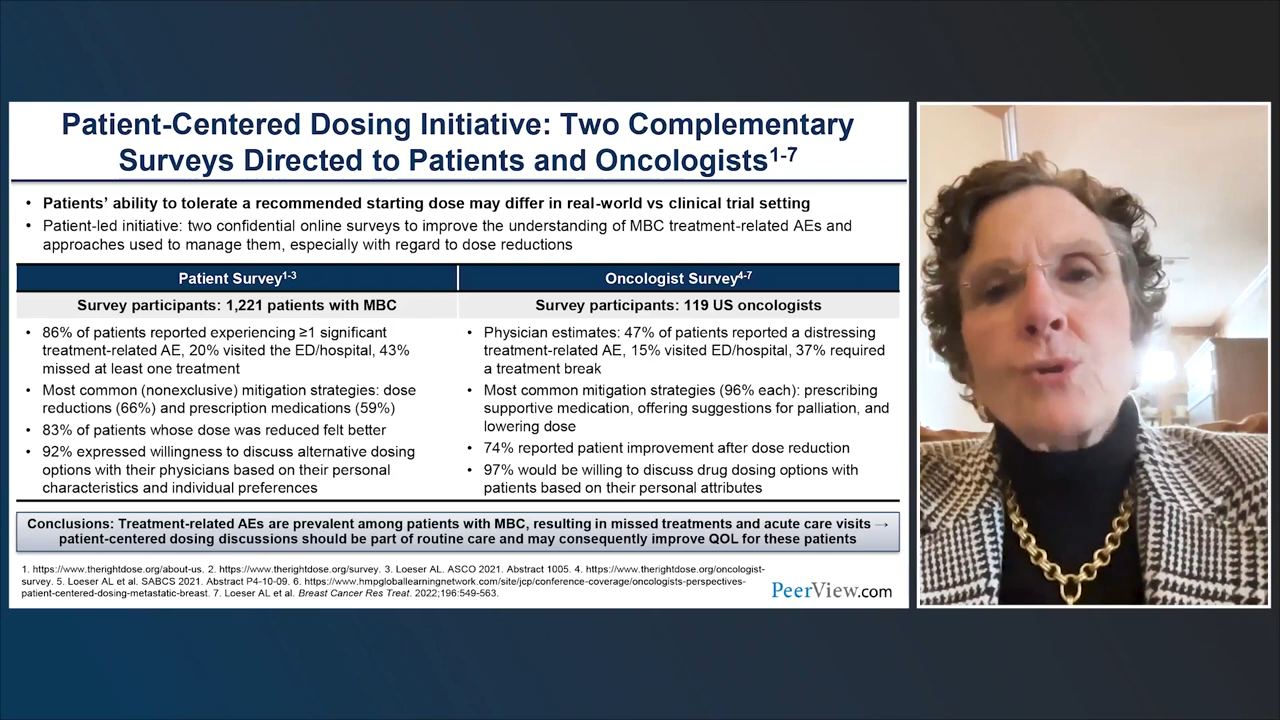 Patient-Centered Dosing Initiative: Two Complementary
Surveys Directed to Patients and Oncologists1-7
• Patients' ability to tolerate a recommended starting dose may differ in real-world vs clinical trial setting
• Patient-led initiative: two confidential online surveys to improve the understanding of MBC treatment-related AEs and
approaches used to manage them, especially with regard to dose reductions
Patient Survey1-3
Survey participants: 1,221 patients with MBC
• 86% of patients reported experiencing ≥1 significant
treatment-related AE, 20% visited the ED/hospital, 43%
missed at least one treatment
• Most common (nonexclusive) mitigation strategies: dose
reductions (66%) and prescription medications (59%)
• 83% of patients whose dose was reduced felt better
• 92% expressed willingness to discuss alternative dosing
options with their physicians based on their personal
characteristics and individual preferences
Oncologist Survey4-7
Survey participants: 119 US oncologists
• Physician estimates: 47% of patients reported a distressing
treatment-related AE, 15% visited ED/hospital, 37% required
a treatment break
• Most common mitigation strategies (96% each): prescribing
supportive medication, offering suggestions for palliation, and
lowering dose
• 74% reported patient improvement after dose reduction
• 97% would be willing to discuss drug dosing options with
patients based on their personal attributes
Conclusions: Treatment-related AEs are prevalent among patients with MBC, resulting in missed treatments and acute care visits →
patient-centered dosing discussions should be part of routine care and may consequently improve QOL for these patients
1. https://www.therightdose.org/about-us. 2. https://www.therightdose.org/survey. 3. Loeser AL. ASCO 2021. Abstract 1005. 4. https://www.therightdose.org/oncologist-
survey. 5. Loeser AL et al. SABCS 2021. Abstract P4-10-09. 6. https://www.hmpgloballearningnetwork.com/site/jcp/conference-coverage/oncologists-perspectives-
patient-centered-dosing-metastatic-breast. 7. Loeser AL et al. Breast Cancer Res Treat. 2022;196:549-563.
PeerView.com